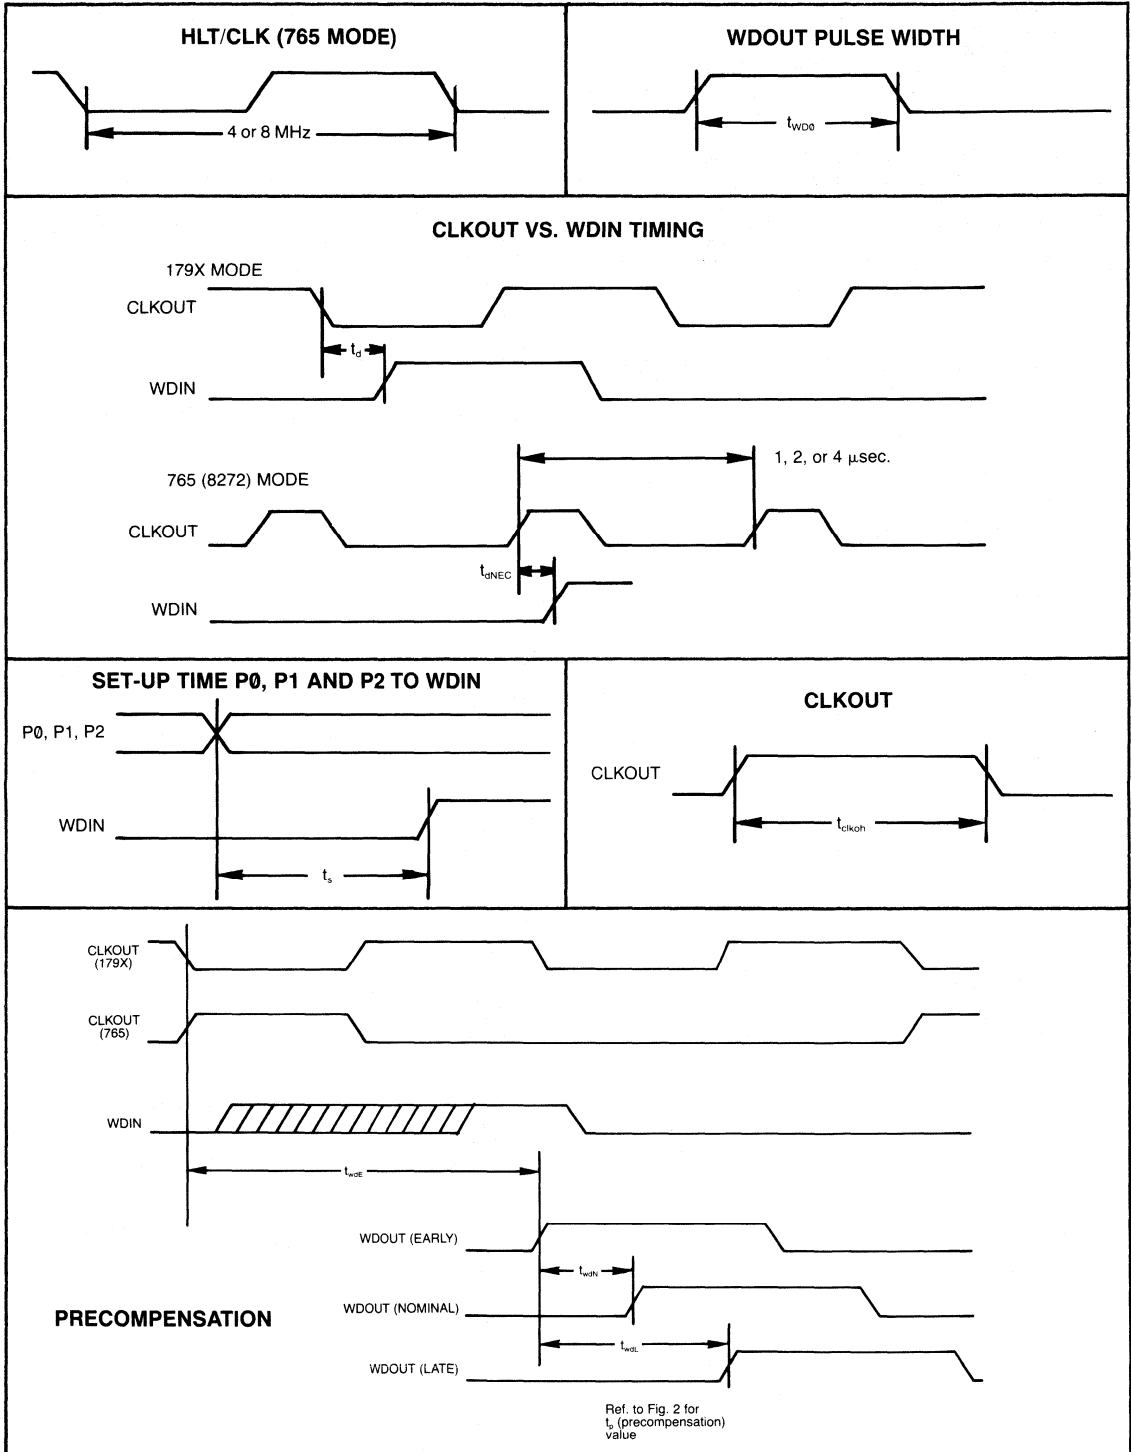 HLT/CLK (765 MODE)
4 or 8 MHz
WDOUT PULSE WIDTH
tWDØ
CLKOUT VS. WDIN TIMING
179X MODE
CLKOUT
td
WDIN
765 (8272) MODE
1, 2, or 4 µsec.
CLKOUT
tdNEC
WDIN
SET-UP TIME PØ, P1 AND P2 TO WDIN
PØ, P1, P2
WDIN
ts
CLKOUT
CLKOUT
tclkoh
CLKOUT
(179X)
CLKOUT
(765)
WDIN
twdE
WDOUT (EARLY)
twdN
WDOUT (NOMINAL)
PRECOMPENSATION
twdL
WDOUT (LATE)
Ref. to Fig. 2 for
tp (precompensation)
value